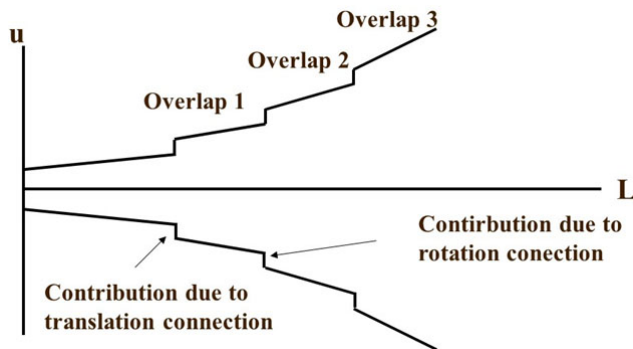 Overlap 3
u
Overlap 2
Overlap 1
L
Contirbution due to
rotation conection
Contribution due to
translation connection